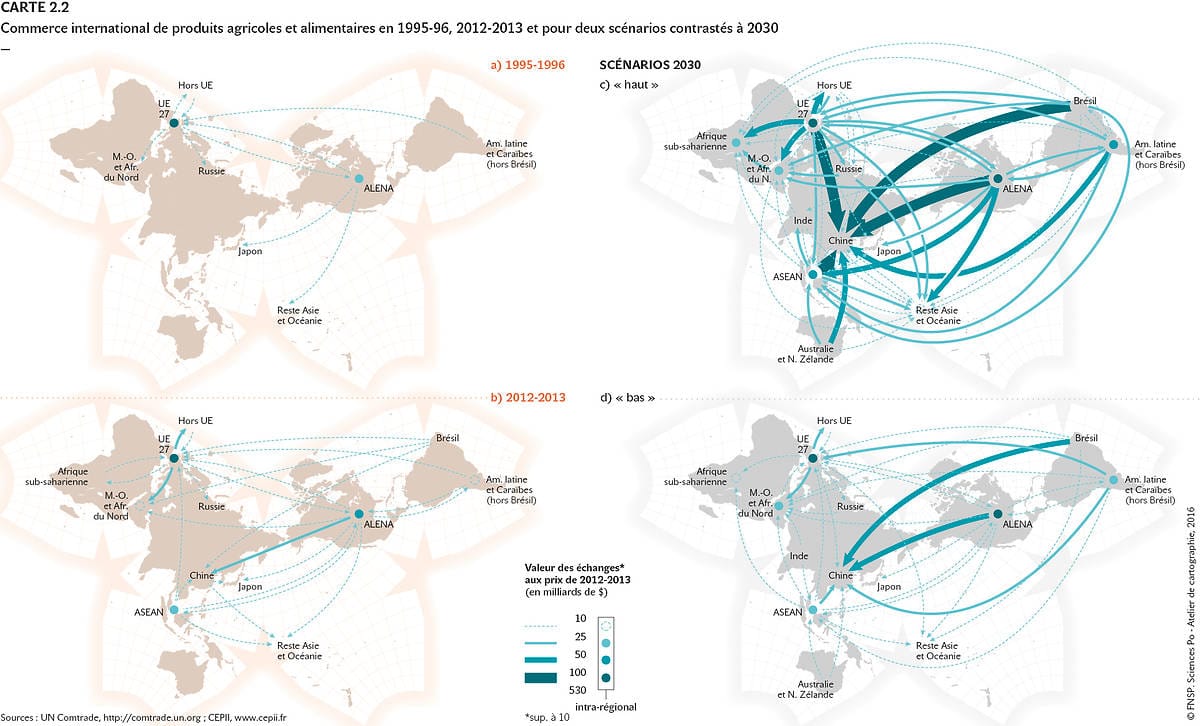 CARTE 2.2
Commerce international de produits agricoles et alimentaires en 1995-96, 2012-2013 et pour deux scénarios contrastés à 2030
a) 1995-1996
Hors UE
UE
27
M.-O.
et Afr.
du Nord
Russie
Am. latine
et Caraïbes
(hors Brésil)
ALENA
Japon
Reste Asie
et Océanie
SCÉNARIOS 2030
c) « haut »
Hors UE
UE
27
Brésil
Afrique
sub-saharienne
Am. latine
et Caraïbes
(hors Brésil)
M.-O.
et Afr.
du N.
Russie
ALENA
Inde
Chine
Japon
ASEAN
Reste Asie
et Océanie
Australie
et N. Zélande
b) 2012-2013
Hors UE
UE
27
Brésil
Afrique
sub-saharienne
M.-O.
et Afr.
du Nord
Am. latine
et Caraïbes
(hors Brésil)
Russie
ALENA
Chine
Japon
ASEAN
Reste Asie
et Océanie
d) « bas »
Hors UE
UE
27
Brésil
Afrique
sub-saharienne
M.-O.
et Afr.
du Nord
Am. latine
et Caraïbes
(hors Brésil)
Russie
ALENA
Inde
Chine
Japon
ASEAN
Reste Asie
et Océanie
Australie
et N. Zélande
Valeur des échanges*
aux prix de 2012-2013
(en milliards de $)
10
25
50
100
530
intra-régional
*sup. à 10
Sources : UN Comtrade, http://comtrade.un.org ; CEPII, www.cepii.fr
© FNSP. Sciences Po - Atelier de cartographie, 2016